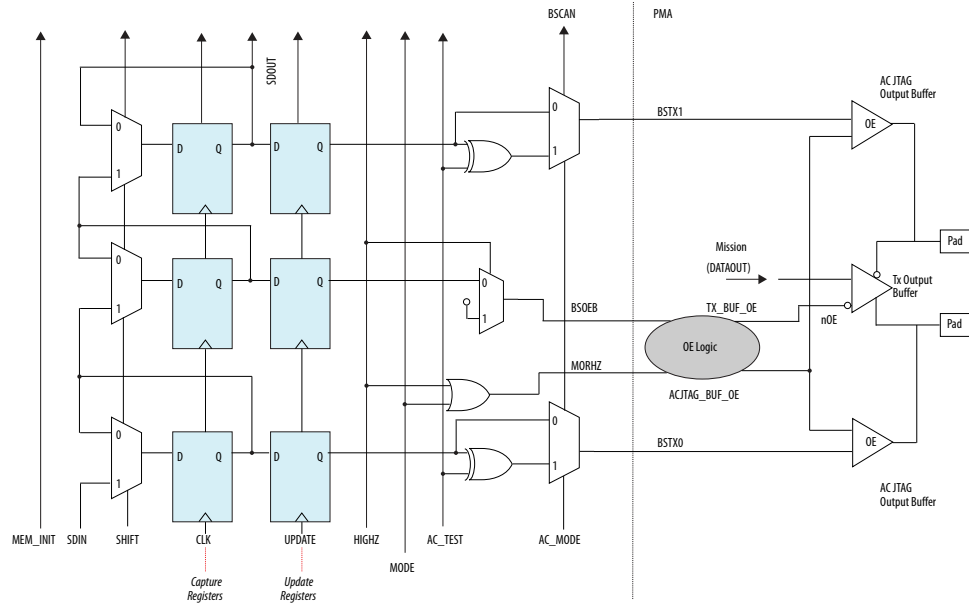 BSCAN
PMA
SDOUT
AC JTAG
Output Buffer
0
1
D
Q
D
Q
0
1
BSTX1
OE
0
1
D
Q
D
Q
0
1
BSOEB
Mission
(DATAOUT)
TX_BUF_OE
nOE
Tx Output
Buffer
Pad
Pad
OE Logic
MORHZ
ACJTAG_BUF_OE
0
1
D
Q
D
Q
0
1
BSTX0
OE
AC JTAG
Output Buffer
MEM_INIT
SDIN
SHIFT
CLK
UPDATE
HIGHZ
AC_TEST
AC_MODE
MODE
Capture
Registers
Update
Registers